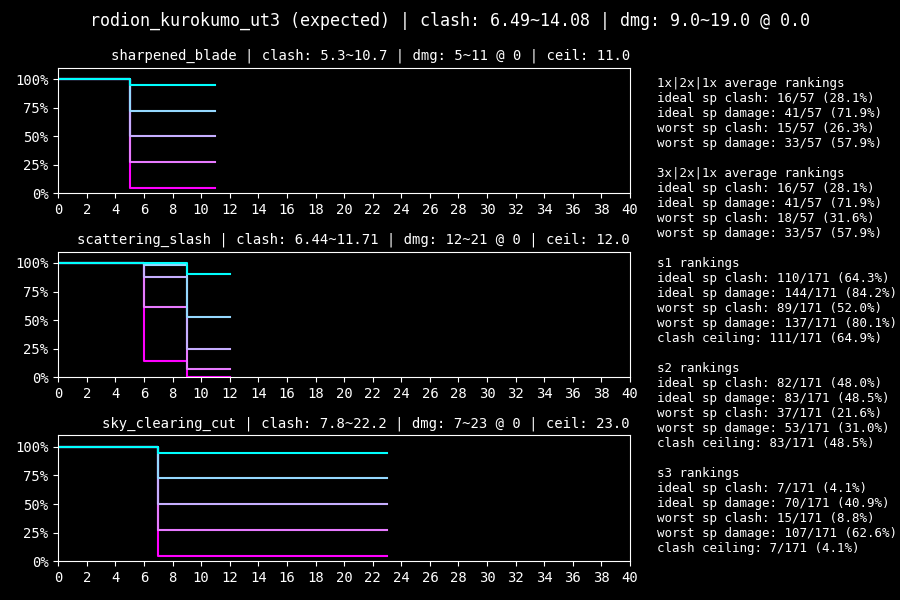 rodion_kurokumo_ut3 (expected) | clash: 6.49~14.08 | dmg: 9.0~19.0 @ 0.0
sharpened_blade | clash: 5.3~10.7 | dmg: 5~11 @ 0 | ceil: 11.0
100%
75%
50%
25%
0%
0 2 4 6 8 10 12 14 16 18 20 22 24 26 28 30 32 34 36 38 40
scattering_slash | clash: 6.44~11.71 | dmg: 12~21 @ 0 | ceil: 12.0
100%
75%
50%
25%
0%
0 2 4 6 8 10 12 14 16 18 20 22 24 26 28 30 32 34 36 38 40
sky_clearing_cut | clash: 7.8~22.2 | dmg: 7~23 @ 0 | ceil: 23.0
100%
75%
50%
25%
0%
0 2 4 6 8 10 12 14 16 18 20 22 24 26 28 30 32 34 36 38 40
1x|2x|1x average rankings
ideal sp clash: 16/57 (28.1%)
ideal sp damage: 41/57 (71.9%)
worst sp clash: 15/57 (26.3%)
worst sp damage: 33/57 (57.9%)
3x|2x|1x average rankings
ideal sp clash: 16/57 (28.1%)
ideal sp damage: 41/57 (71.9%)
worst sp clash: 18/57 (31.6%)
worst sp damage: 33/57 (57.9%)
s1 rankings
ideal sp clash: 110/171 (64.3%)
ideal sp damage: 144/171 (84.2%)
worst sp clash: 89/171 (52.0%)
worst sp damage: 137/171 (80.1%)
clash ceiling: 111/171 (64.9%)
s2 rankings
ideal sp clash: 82/171 (48.0%)
ideal sp damage: 83/171 (48.5%)
worst sp clash: 37/171 (21.6%)
worst sp damage: 53/171 (31.0%)
clash ceiling: 83/171 (48.5%)
s3 rankings
ideal sp clash: 7/171 (4.1%)
ideal sp damage: 70/171 (40.9%)
worst sp clash: 15/171 (8.8%)
worst sp damage: 107/171 (62.6%)
clash ceiling: 7/171 (4.1%)